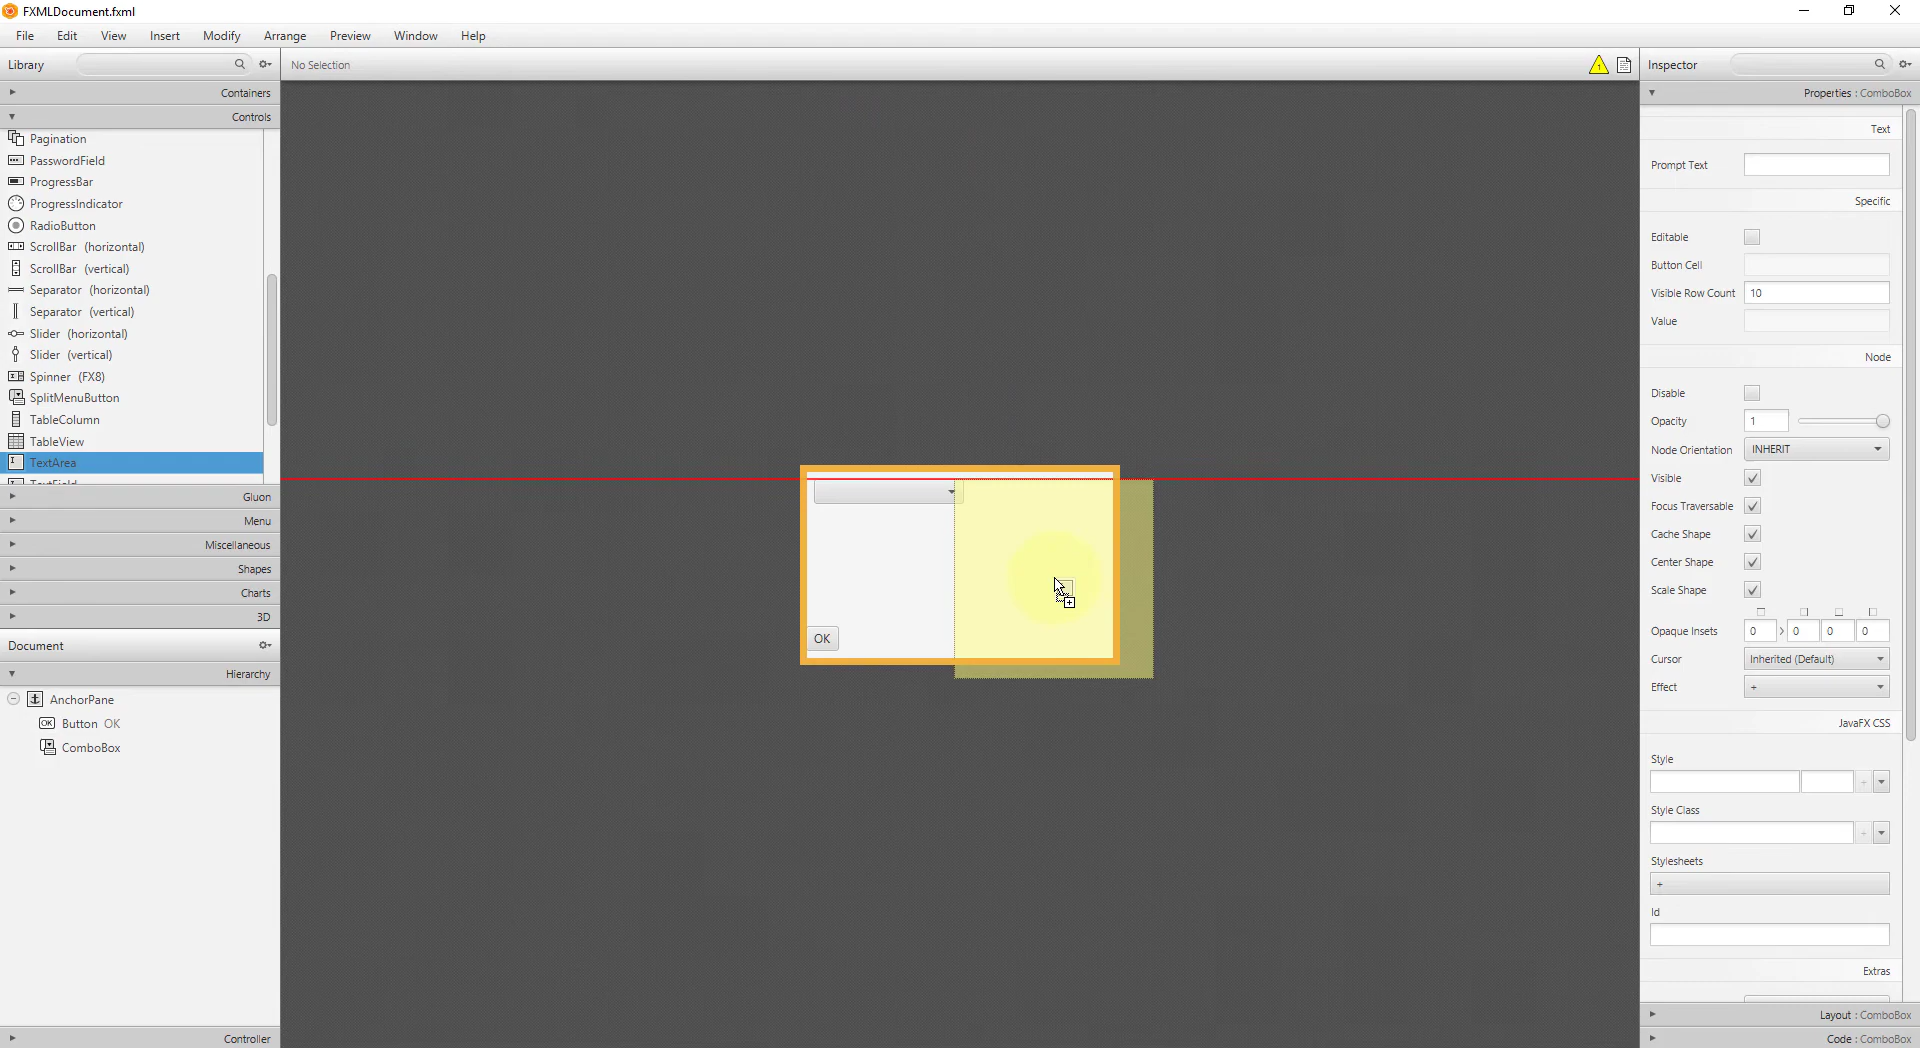 FXMLDocument.fxml
File Edit View Insert Modify Arrange Preview Window Help
Library
No Selection
Inspector
Containers
Controls
Pagination
PasswordField
ProgressBar
ProgressIndicator
RadioButton
ScrollBar (horizontal)
ScrollBar (vertical)
Separator (horizontal)
Separator (vertical)
Slider (horizontal)
Slider (vertical)
Spinner (FX8)
SplitMenuButton
TableColumn
TableView
TextArea
TextField
Gluon
Menu
Miscellaneous
Shapes
Charts
3D
Document
Hierarchy
AnchorPane
Button OK
ComboBox
Controller
OK
Properties : ComboBox
Text
Prompt Text
Specific
Editable
Button Cell
Visible Row Count 10
Value
Node
Disable
Opacity 1
Node Orientation INHERIT
Visible
Focus Traversable
Cache Shape
Center Shape
Scale Shape
Opaque Insets 0 > 0 0 0
Cursor Inherited (Default)
Effect +
JavaFX CSS
Style
+
Style Class
+
Stylesheets
+
Id
Extras
Layout : ComboBox
Code : ComboBox